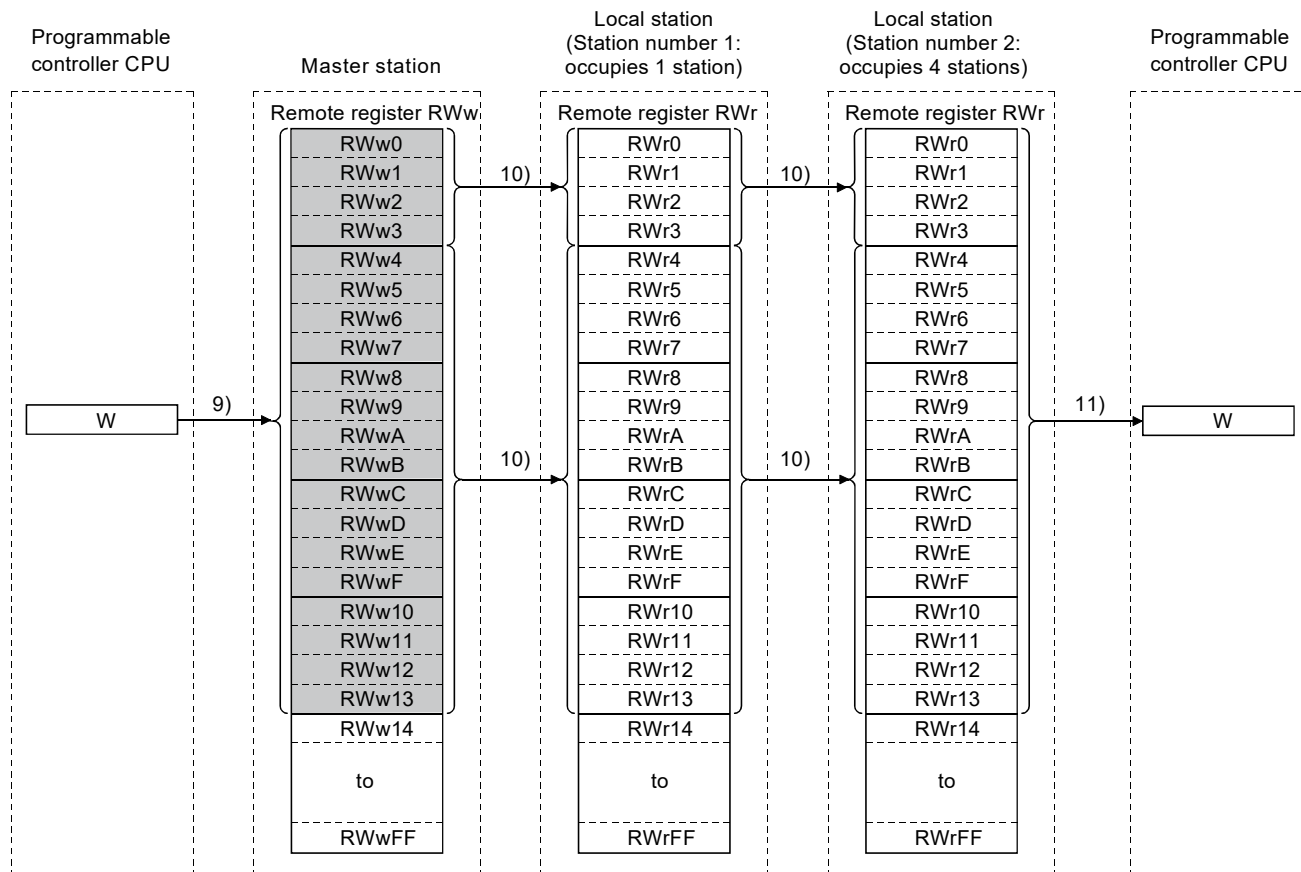 Programmable
controller CPU
Master station
Local station
(Station number 1:
occupies 1 station)
Local station
(Station number 2:
occupies 4 stations)
Programmable
controller CPU
Remote register RWw
Remote register RWr
Remote register RWr
RWw0
RWw1
RWw2
RWw3
RWw4
RWw5
RWw6
RWw7
RWw8
RWw9
RWwA
RWwB
RWwC
RWwD
RWwE
RWwF
RWw10
RWw11
RWw12
RWw13
RWw14
to
RWwFF
RWr0
RWr1
RWr2
RWr3
RWr4
RWr5
RWr6
RWr7
RWr8
RWr9
RWrA
RWrB
RWrC
RWrD
RWrE
RWrF
RWr10
RWr11
RWr12
RWr13
RWr14
to
RWrFF
RWr0
RWr1
RWr2
RWr3
RWr4
RWr5
RWr6
RWr7
RWr8
RWr9
RWrA
RWrB
RWrC
RWrD
RWrE
RWrF
RWr10
RWr11
RWr12
RWr13
RWr14
to
RWrFF
W
9)
10)
10)
10)
10)
11)
W